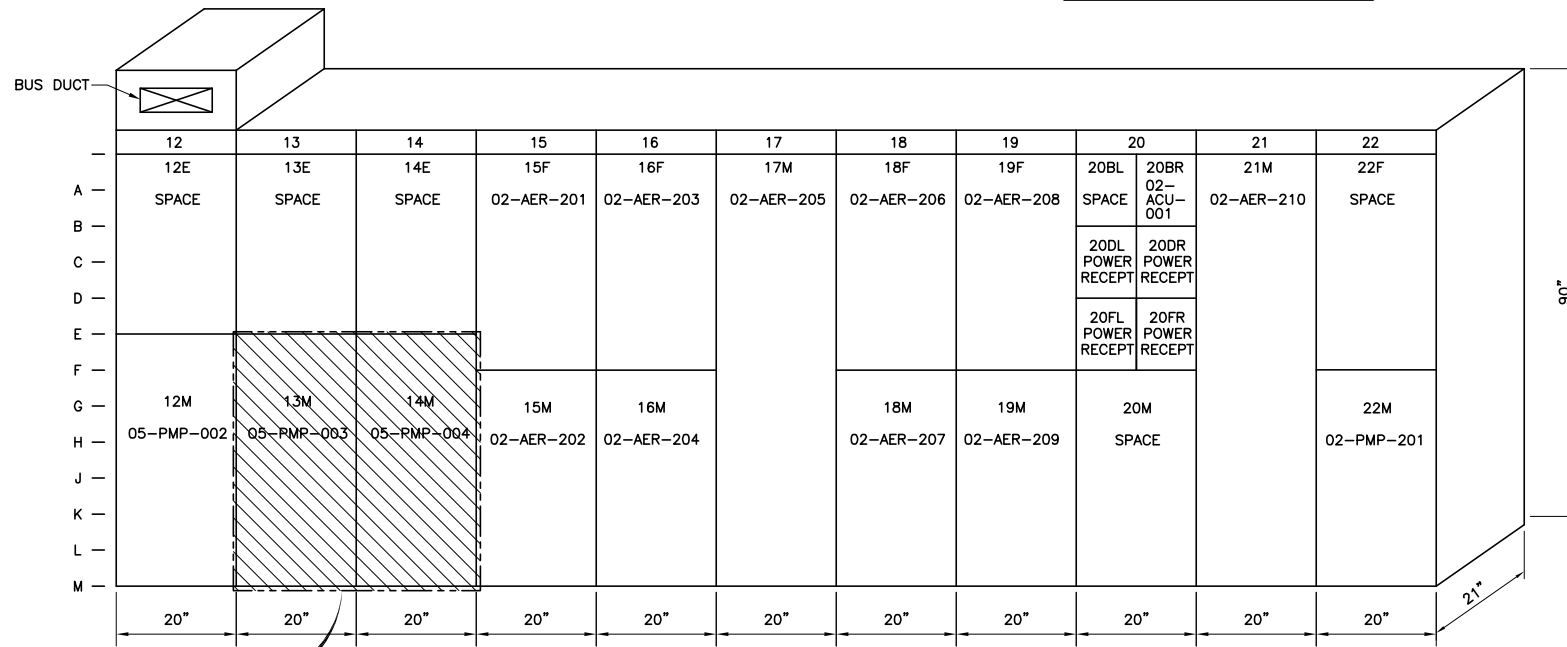 BUS DUCT
12 13 14 15 16 17 18 19 20 21 22
12E 13E 14E 15F 16F 17M 18F 19F 20BL 20BR 21M 22F
A
SPACE SPACE SPACE 02-AER-201 02-AER-203 02-AER-205 02-AER-206 02-AER-208 SPACE 02-
ACU-
001 02-AER-210 SPACE
B
20DL
POWER
RECEPT
20DR
POWER
RECEPT
C
D
20FL
POWER
RECEPT
20FR
POWER
RECEPT
E
F
12M 13M 14M 15M 16M 18M 19M 20M 22M
G
05-PMP-002 05-PMP-003 05-PMP-004 02-AER-202 02-AER-204 02-AER-207 02-AER-209 SPACE 02-PMP-201
H
J
K
L
M
20" 20" 20" 20" 20" 20" 20" 20" 20" 20" 20"
21"
90"